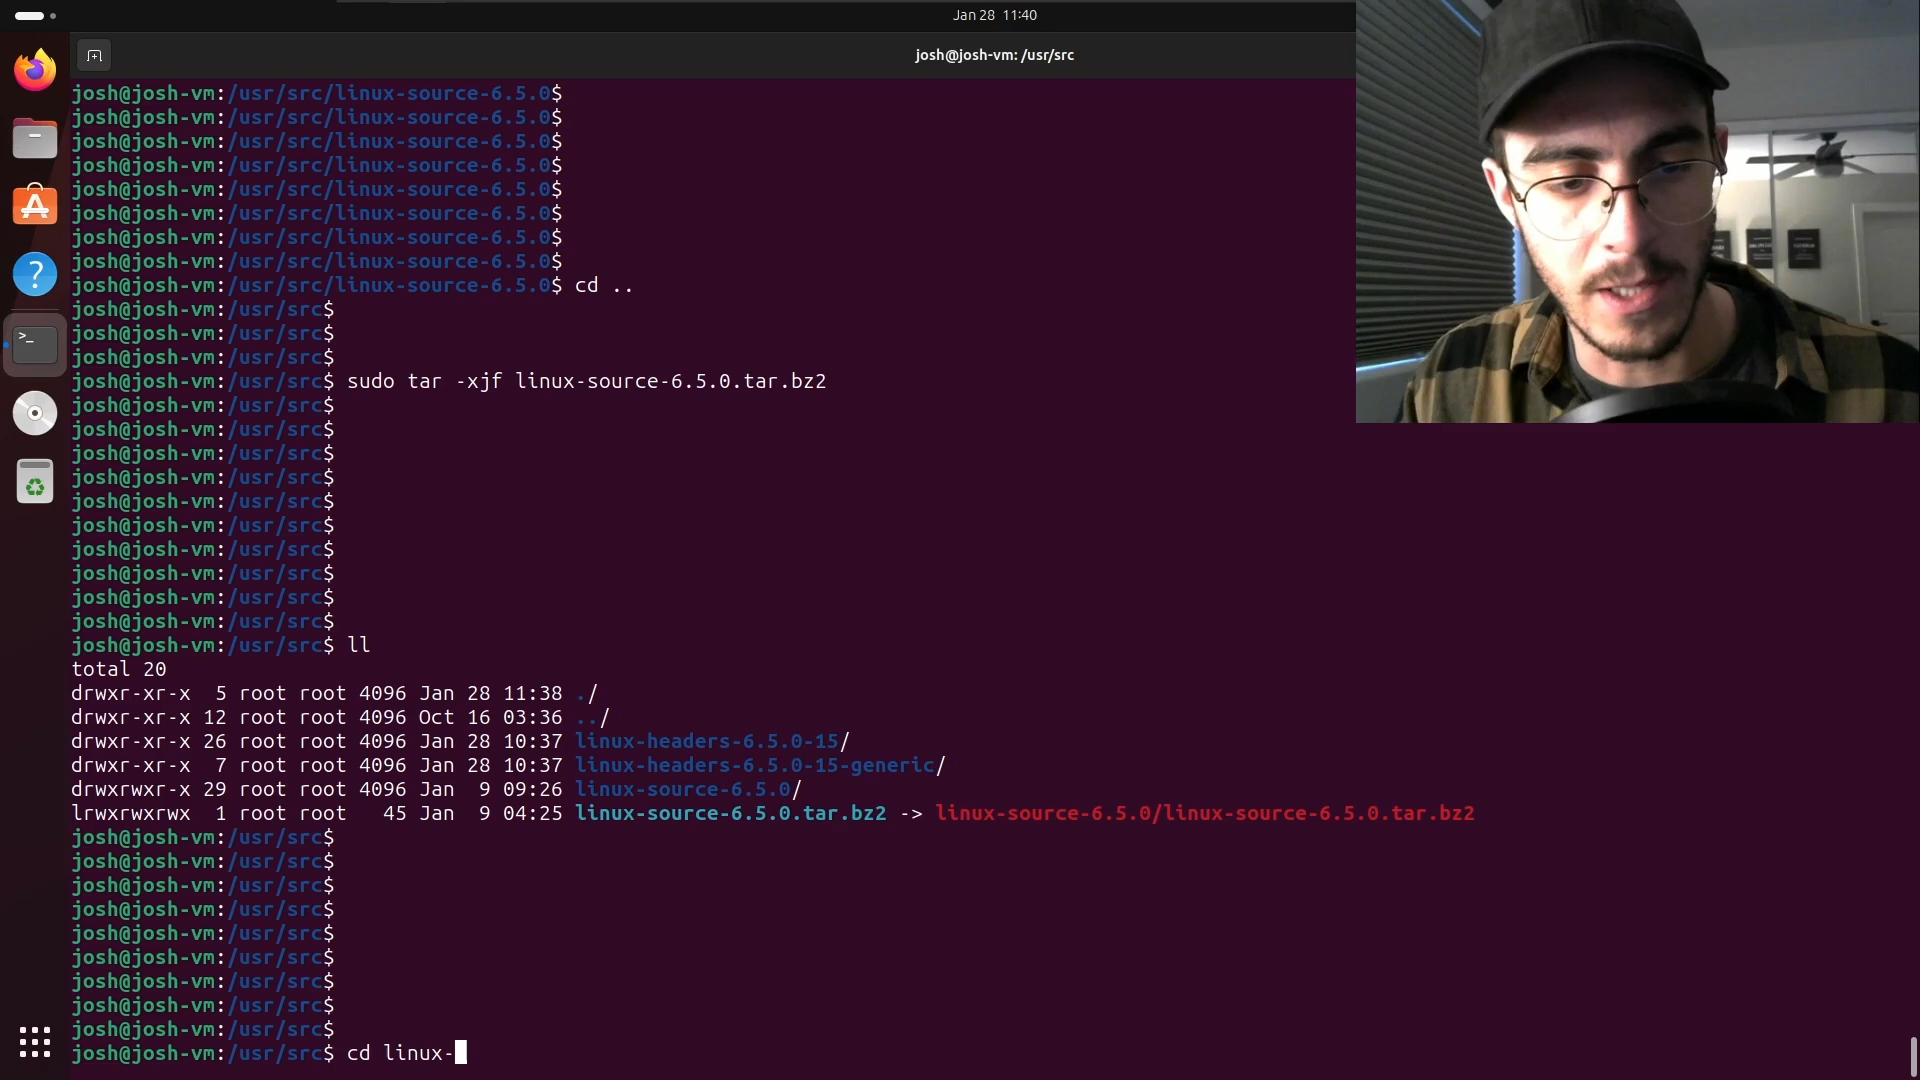 Jan 28 11:40
josh@josh-vm: /usr/src
josh@josh-vm:/usr/src/linux-source-6.5.0$
josh@josh-vm:/usr/src/linux-source-6.5.0$
josh@josh-vm:/usr/src/linux-source-6.5.0$
josh@josh-vm:/usr/src/linux-source-6.5.0$
josh@josh-vm:/usr/src/linux-source-6.5.0$
josh@josh-vm:/usr/src/linux-source-6.5.0$
josh@josh-vm:/usr/src/linux-source-6.5.0$
josh@josh-vm:/usr/src/linux-source-6.5.0$
josh@josh-vm:/usr/src/linux-source-6.5.0$ cd ..
josh@josh-vm:/usr/src$
josh@josh-vm:/usr/src$
josh@josh-vm:/usr/src$
josh@josh-vm:/usr/src$ sudo tar -xjf linux-source-6.5.0.tar.bz2
josh@josh-vm:/usr/src$
josh@josh-vm:/usr/src$
josh@josh-vm:/usr/src$
josh@josh-vm:/usr/src$
josh@josh-vm:/usr/src$
josh@josh-vm:/usr/src$
josh@josh-vm:/usr/src$
josh@josh-vm:/usr/src$
josh@josh-vm:/usr/src$
josh@josh-vm:/usr/src$
josh@josh-vm:/usr/src$ ll
total 20
drwxr-xr-x  5 root root 4096 Jan 28 11:38 ./
drwxr-xr-x 12 root root 4096 Oct 16 03:36 ../
drwxr-xr-x 26 root root 4096 Jan 28 10:37 linux-headers-6.5.0-15/
drwxr-xr-x  7 root root 4096 Jan 28 10:37 linux-headers-6.5.0-15-generic/
drwxrwxr-x 29 root root 4096 Jan  9 09:26 linux-source-6.5.0/
lrwxrwxrwx  1 root root   45 Jan  9 04:25 linux-source-6.5.0.tar.bz2 -> linux-source-6.5.0/linux-source-6.5.0.tar.bz2
josh@josh-vm:/usr/src$
josh@josh-vm:/usr/src$
josh@josh-vm:/usr/src$
josh@josh-vm:/usr/src$
josh@josh-vm:/usr/src$
josh@josh-vm:/usr/src$
josh@josh-vm:/usr/src$
josh@josh-vm:/usr/src$
josh@josh-vm:/usr/src$
josh@josh-vm:/usr/src$ cd linux-